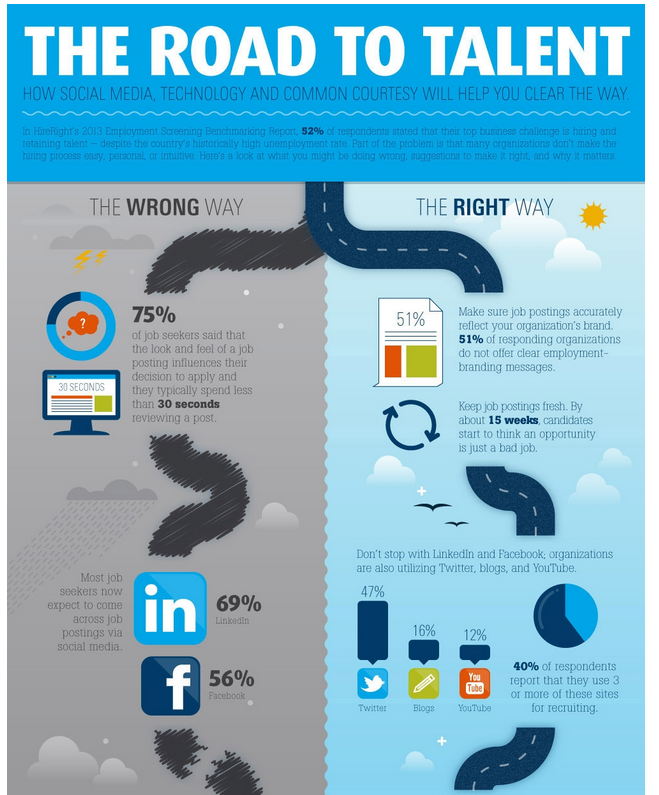 THE ROAD TO TALENT
HOW SOCIAL MEDIA, TECHNOLOGY AND COMMON COURTESY WILL HELP YOU CLEAR THE WAY.
In HireRight's 2013 Employment Screening Benchmarking Report, 52% of respondents stated that their top business challenge is hiring and
retaining talent – despite the country's historically high unemployment rate. Part of the problem is that many organizations don't make the
hiring process easy, personal, or intuitive. Here's a look at what you might be doing wrong, suggestions to make it right, and why it matters.
THE WRONG WAY
?
30 SECONDS
75%
of job seekers said that
the look and feel of a job
posting influences their
decision to apply and
they typically spend less
than 30 seconds
reviewing a post.
Most job
seekers now
expect to come
across job
postings via
social media.
in
69%
LinkedIn
f
56%
Facebook
THE RIGHT WAY
51%
Make sure job postings accurately
reflect your organization's brand.
51% of responding organizations
do not offer clear employment-
branding messages.
Keep job postings fresh. By
about 15 weeks, candidates
start to think an opportunity
is just a bad job.
Don't stop with LinkedIn and Facebook; organizations
are also utilizing Twitter, blogs, and YouTube.
47%
16%
12%
You
Tube
Twitter
Blogs
YouTube
40% of respondents
report that they use 3
or more of these sites
for recruiting.